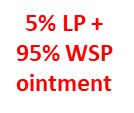 5% LP +
95% WSP
ointment